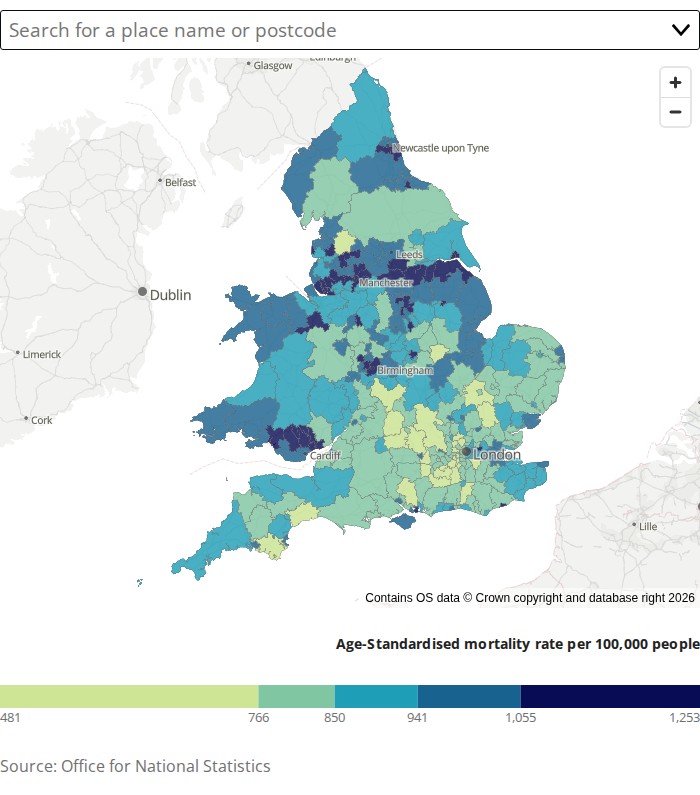 Search for a place name or postcode
Edinburgh
Glasgow
+
−
Newcastle upon Tyne
Belfast
Leeds
Manchester
Dublin
Limerick
Birmingham
Cork
Cardiff
London
Lille
Contains OS data © Crown copyright and database right 2026
Age-Standardised mortality rate per 100,000 people
481 766 850 941 1,055 1,253
Source: Office for National Statistics